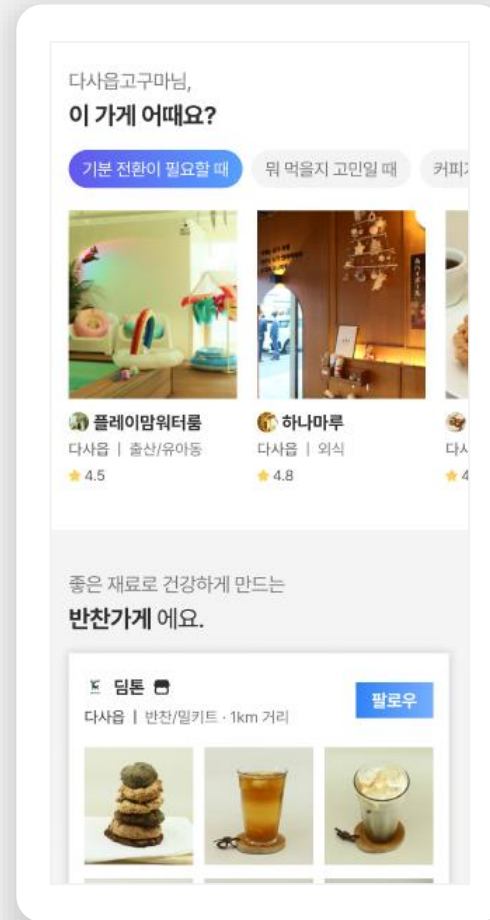 다사읍고구마님,
이 가게 어때요?
기분 전환이 필요할 때
뭐 먹을지 고민일 때
플레이맘워터룸
하나마루
다사읍 | 출산/유아동
다사읍 | 외식
4.5
4.8
좋은 재료로 건강하게 만드는
반찬가게 에요.
딤톤
팔로우
다사읍 | 반찬/밀키트 · 1km 거리